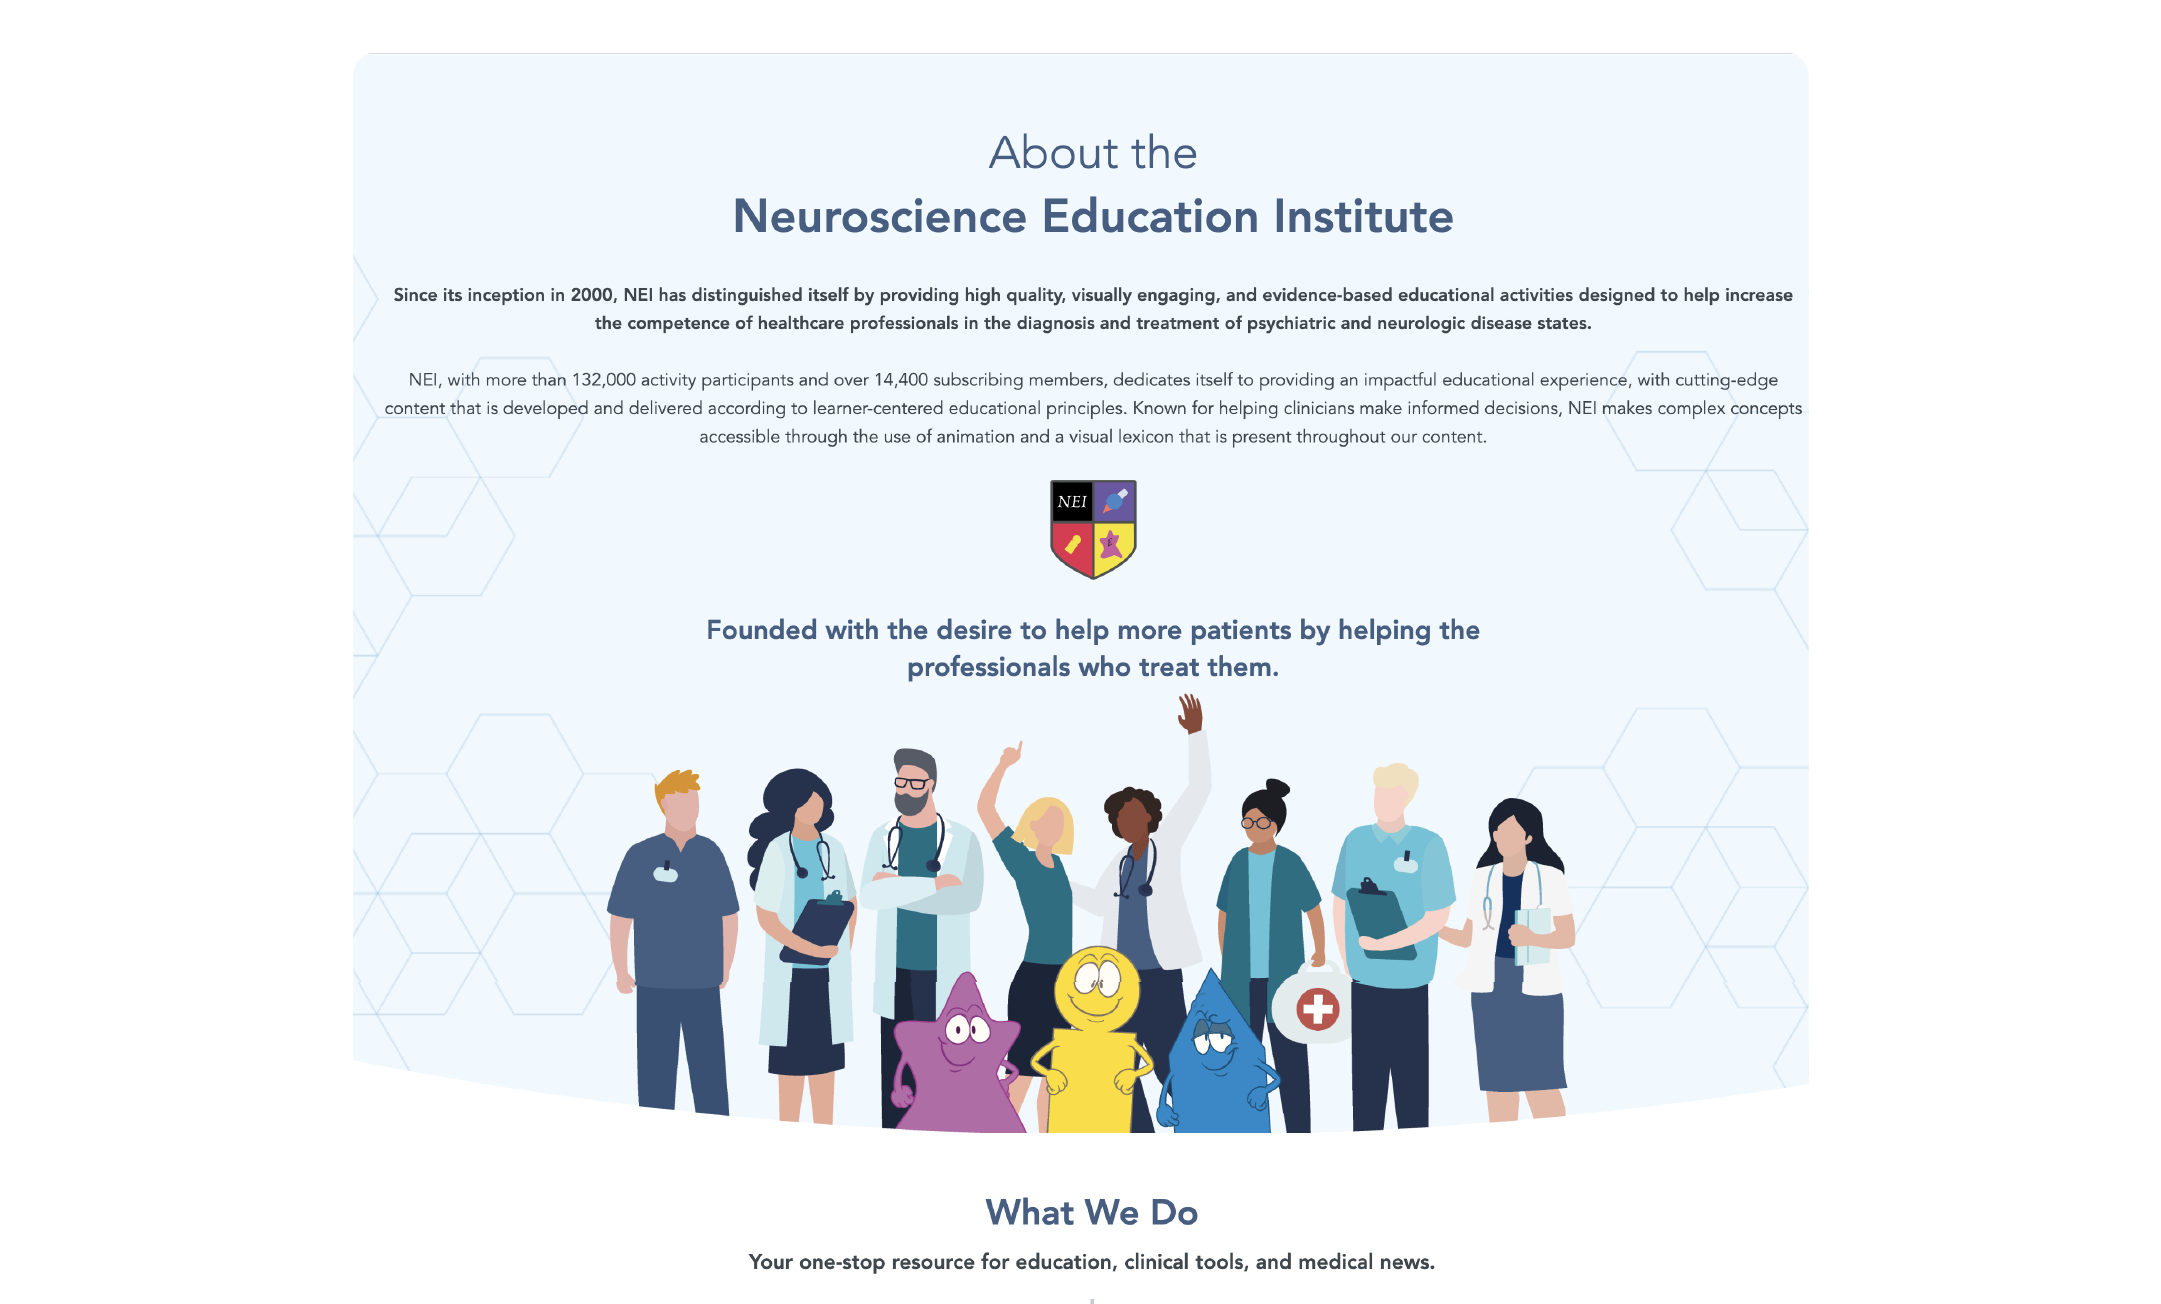 About the
Neuroscience Education Institute
Since its inception in 2000, NEI has distinguished itself by providing high quality, visually engaging, and evidence-based educational activities designed to help increase
the competence of healthcare professionals in the diagnosis and treatment of psychiatric and neurologic disease states.
NEI, with more than 132,000 activity participants and over 14,400 subscribing members, dedicates itself to providing an impactful educational experience, with cutting-edge
content that is developed and delivered according to learner-centered educational principles. Known for helping clinicians make informed decisions, NEI makes complex concepts
accessible through the use of animation and a visual lexicon that is present throughout our content.
NEI
E
Founded with the desire to help more patients by helping the
professionals who treat them.
What We Do
Your one-stop resource for education, clinical tools, and medical news.